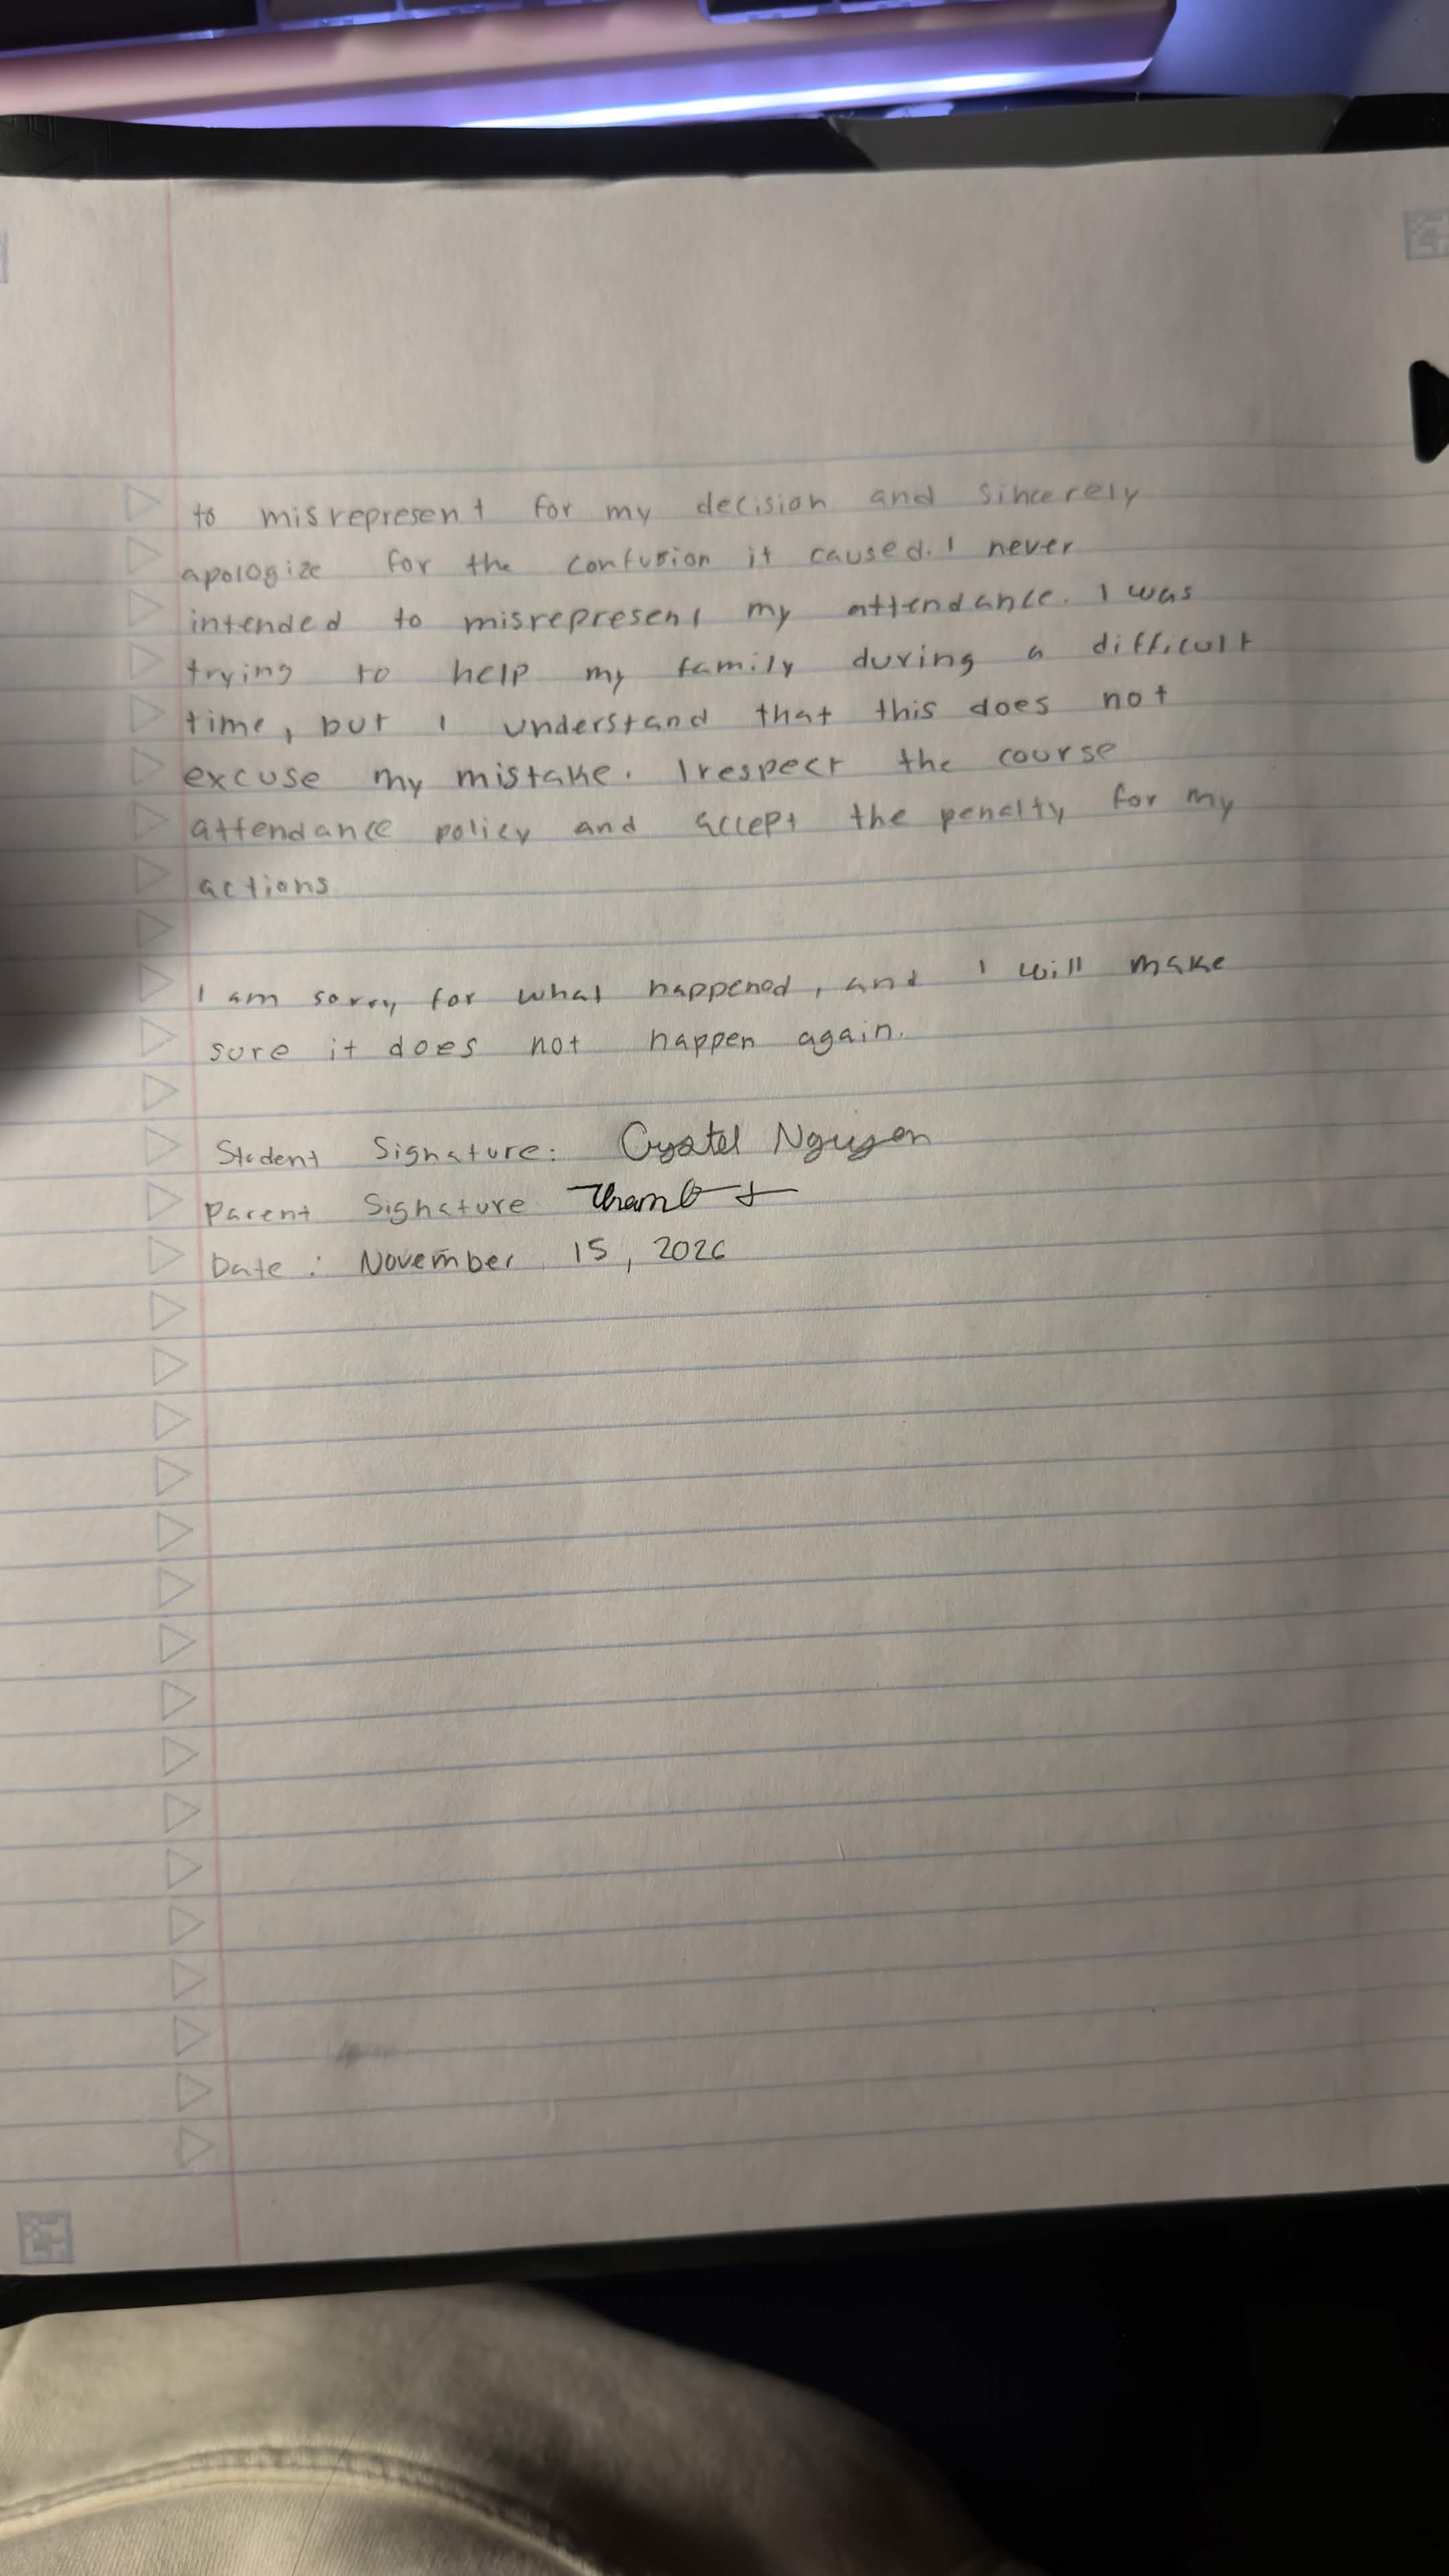 to misrepresent for my decision and sincerely
apologize for the confusion it caused. I never
intended to misrepresent my attendance. I was
trying to help my family during a difficult
time, but I understand that this does not
excuse my mistake. I respect the course
attendance policy and accept the penalty for my
actions
I am sorry for what happened, and I will make
sure it does not happen again.
Student Signature: Crystal Nguyen
Parent Signature
Date: November 15, 2026